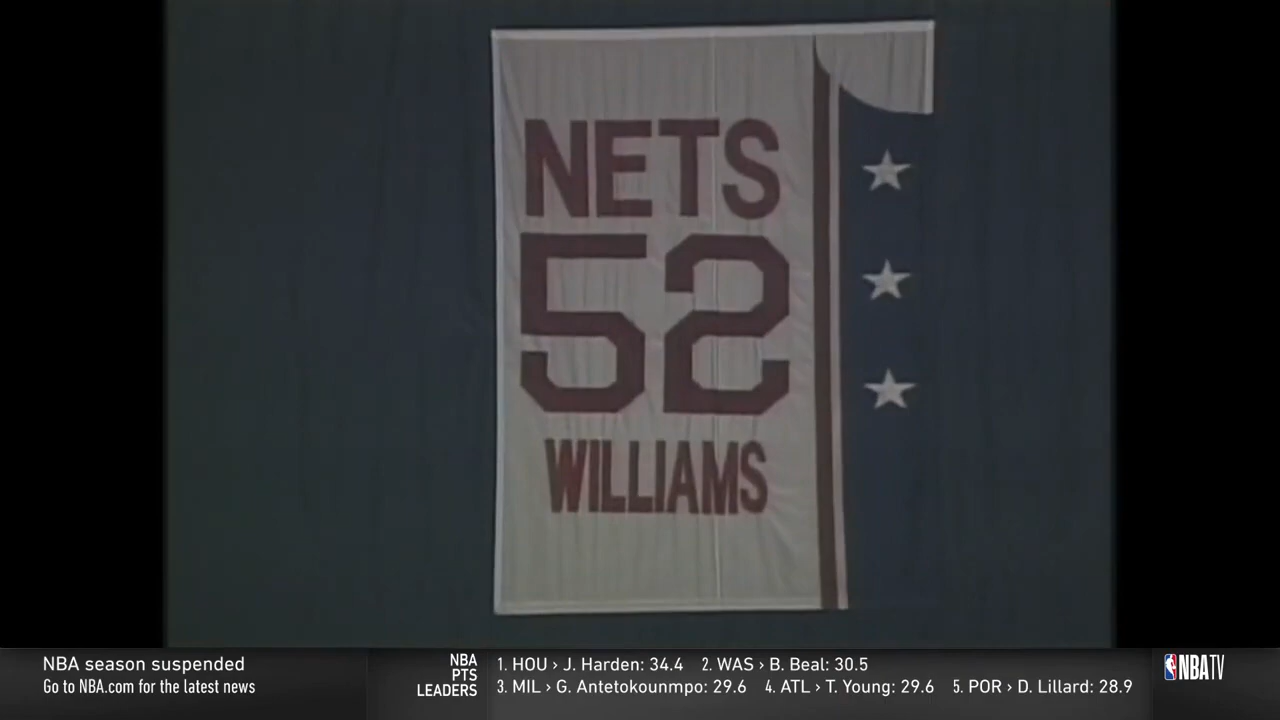 NETS
52
WILLIAMS
NBA season suspended
Go to NBA.com for the latest news
NBA
PTS
LEADERS
1. HOU › J. Harden: 34.4 2. WAS › B. Beal: 30.5
3. MIL › G. Antetokounmpo: 29.6 4. ATL › T. Young: 29.6 5. POR › D. Lillard: 28.9
NBA TV